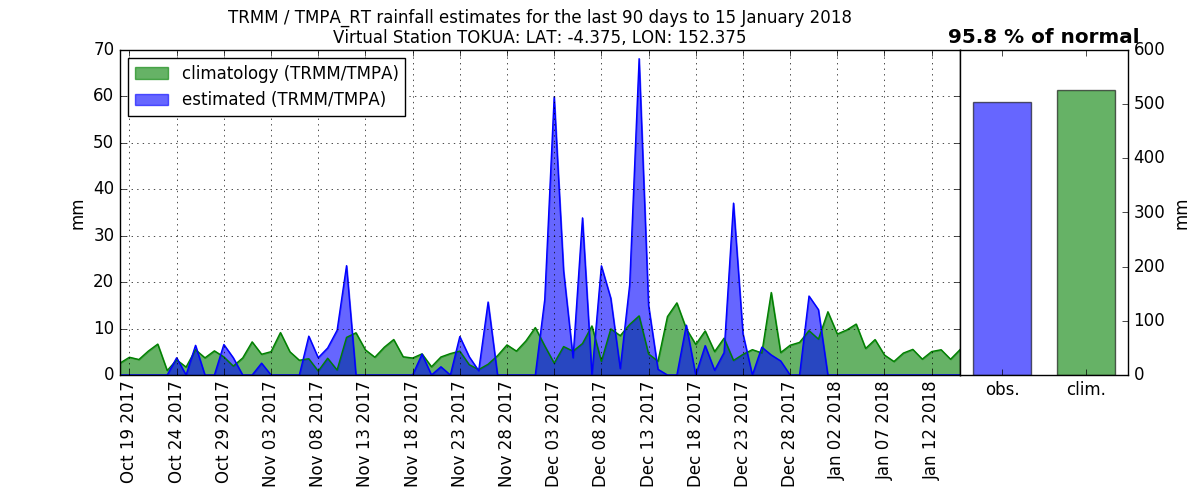 TRMM / TMPA_RT rainfall estimates for the last 90 days to 15 January 2018
Virtual Station TOKUA: LAT: -4.375, LON: 152.375
95.8 % of normal
climatology (TRMM/TMPA)
estimated (TRMM/TMPA)
mm
70
60
50
40
30
20
10
0
Oct 19 2017
Oct 24 2017
Oct 29 2017
Nov 03 2017
Nov 08 2017
Nov 13 2017
Nov 18 2017
Nov 23 2017
Nov 28 2017
Dec 03 2017
Dec 08 2017
Dec 13 2017
Dec 18 2017
Dec 23 2017
Dec 28 2017
Jan 02 2018
Jan 07 2018
Jan 12 2018
600
500
400
300
200
100
0
mm
obs.
clim.